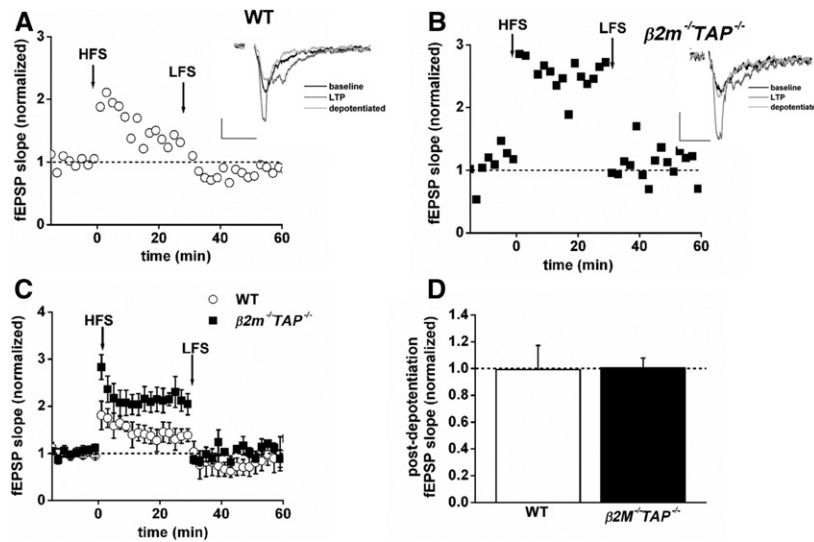 A
WT
HFS
LFS
baseline
LTP
depotentiated
fEPSP slope (normalized)
3
2
1
0
0
20
40
60
time (min)
B
β2m⁻/⁻TAP⁻/⁻
HFS
LFS
baseline
LTP
depotentiated
fEPSP slope (normalized)
3
2
1
0
0
20
40
60
time (min)
C
WT
β2m⁻/⁻TAP⁻/⁻
HFS
LFS
fEPSP slope (normalized)
4
3
2
1
0
0
20
40
60
time (min)
D
post-depotentiation
fEPSP slope (normalized)
1.4
1.2
1.0
0.8
0.6
0.4
0.2
0.0
WT
β2M⁻/⁻TAP⁻/⁻